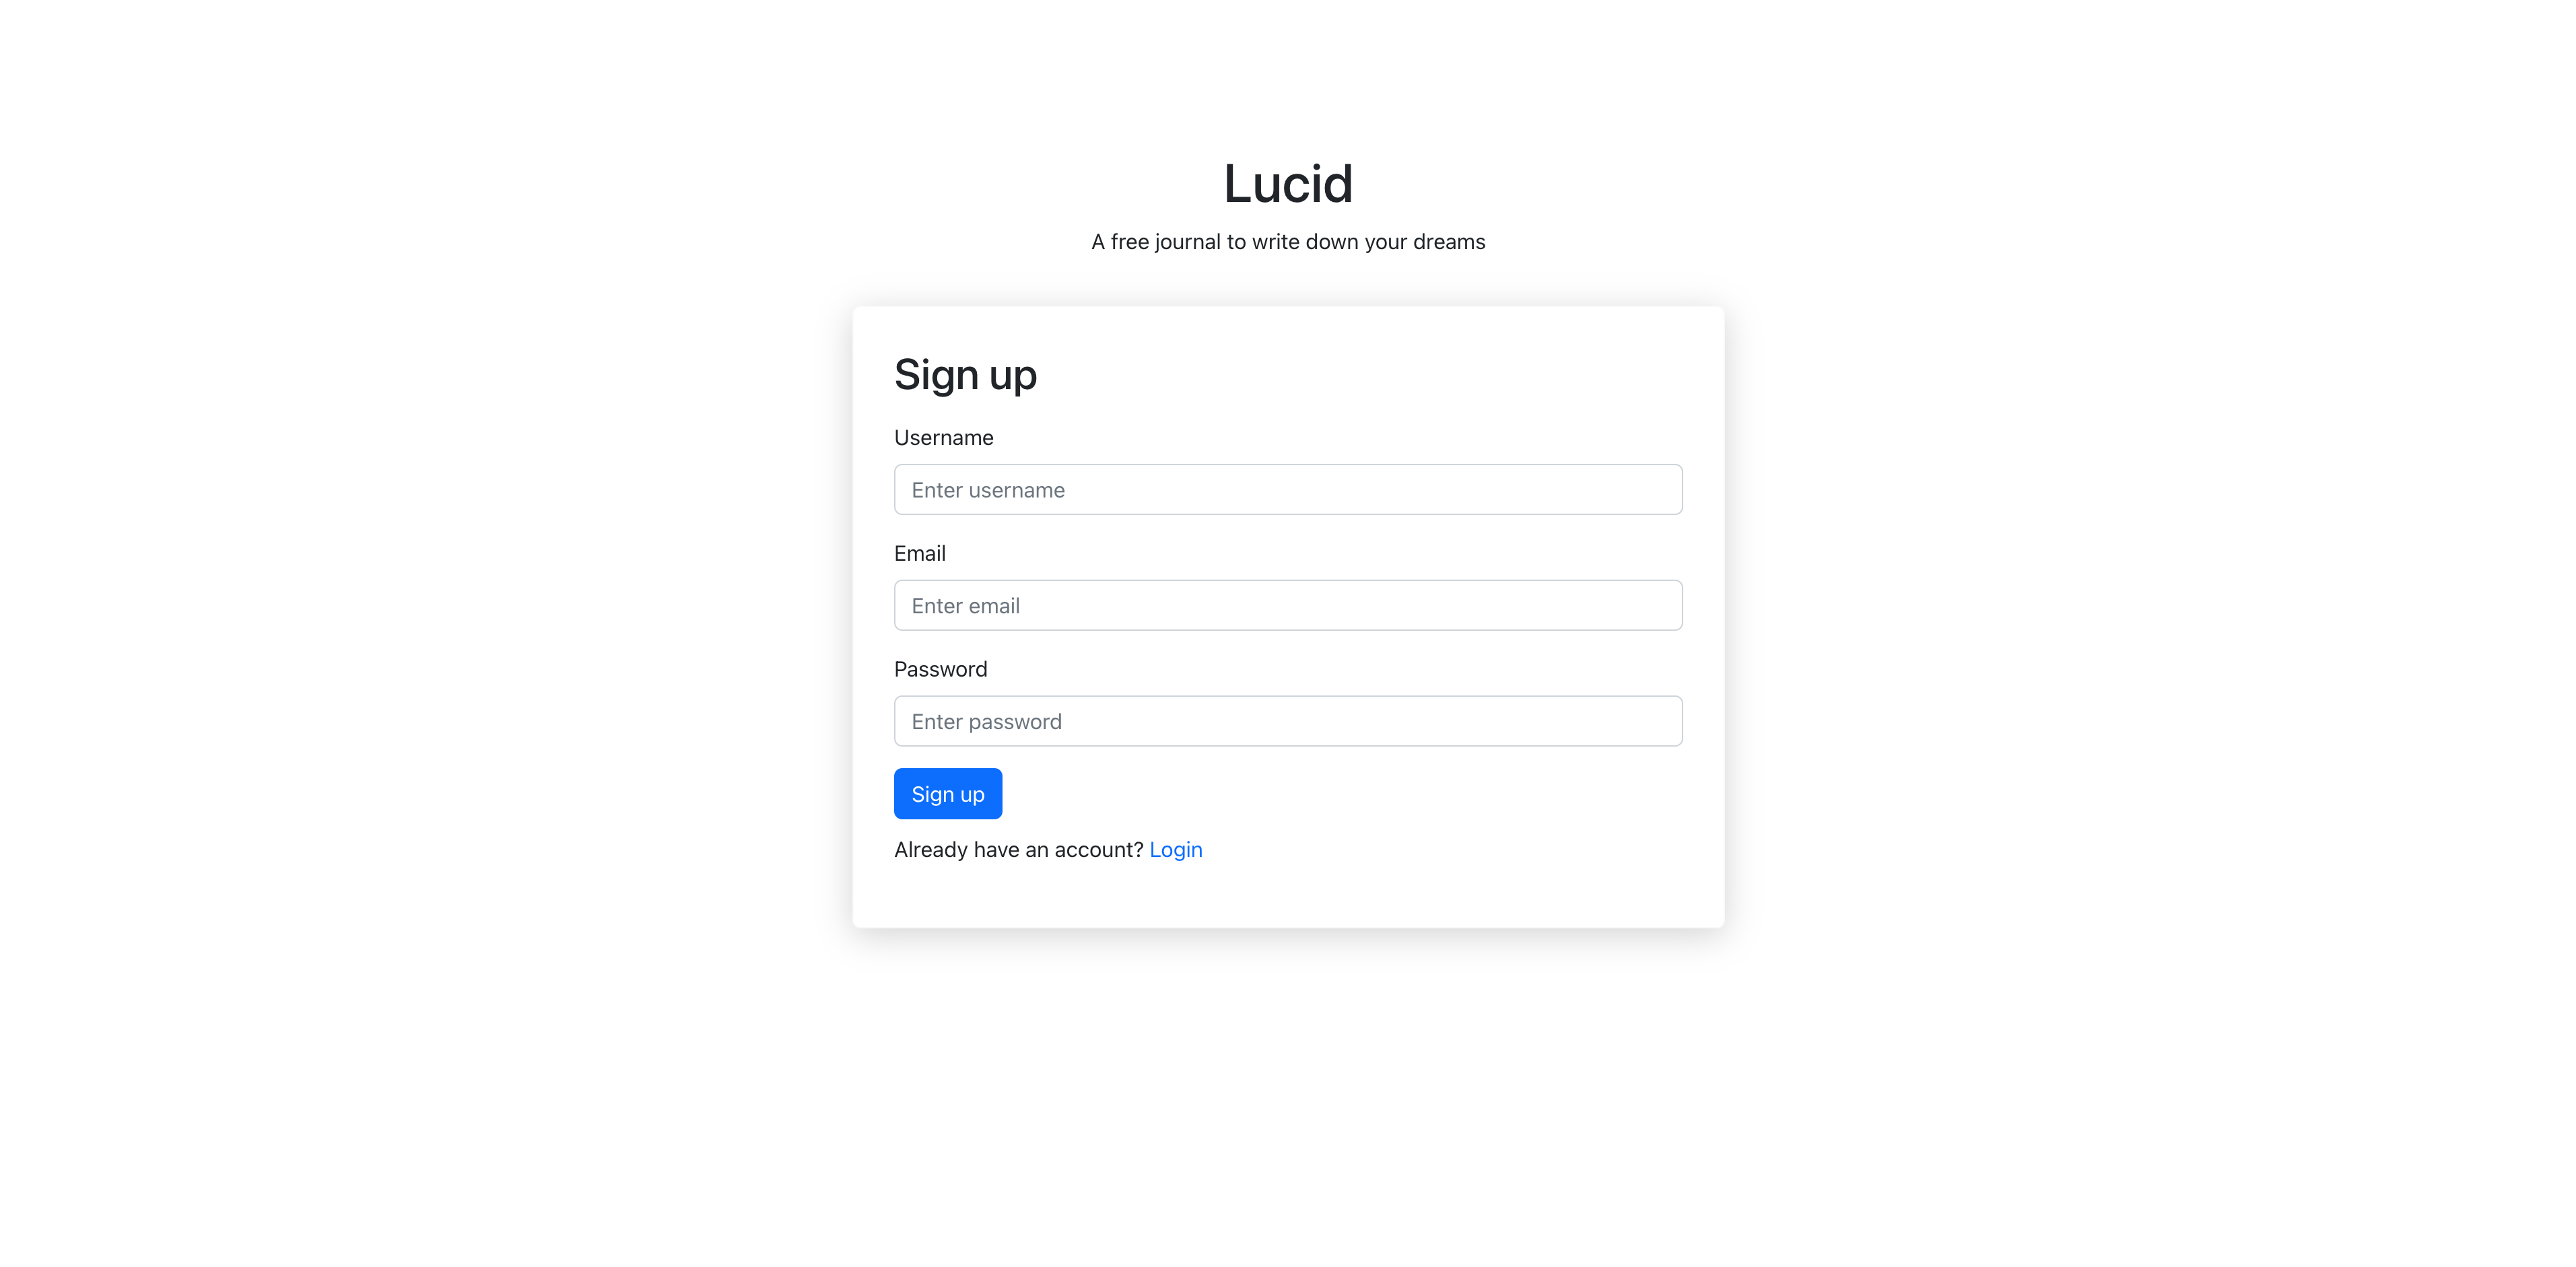 Lucid
A free journal to write down your dreams
Sign up
Username
Enter username
Email
Enter email
Password
Enter password
Sign up
Already have an account? Login